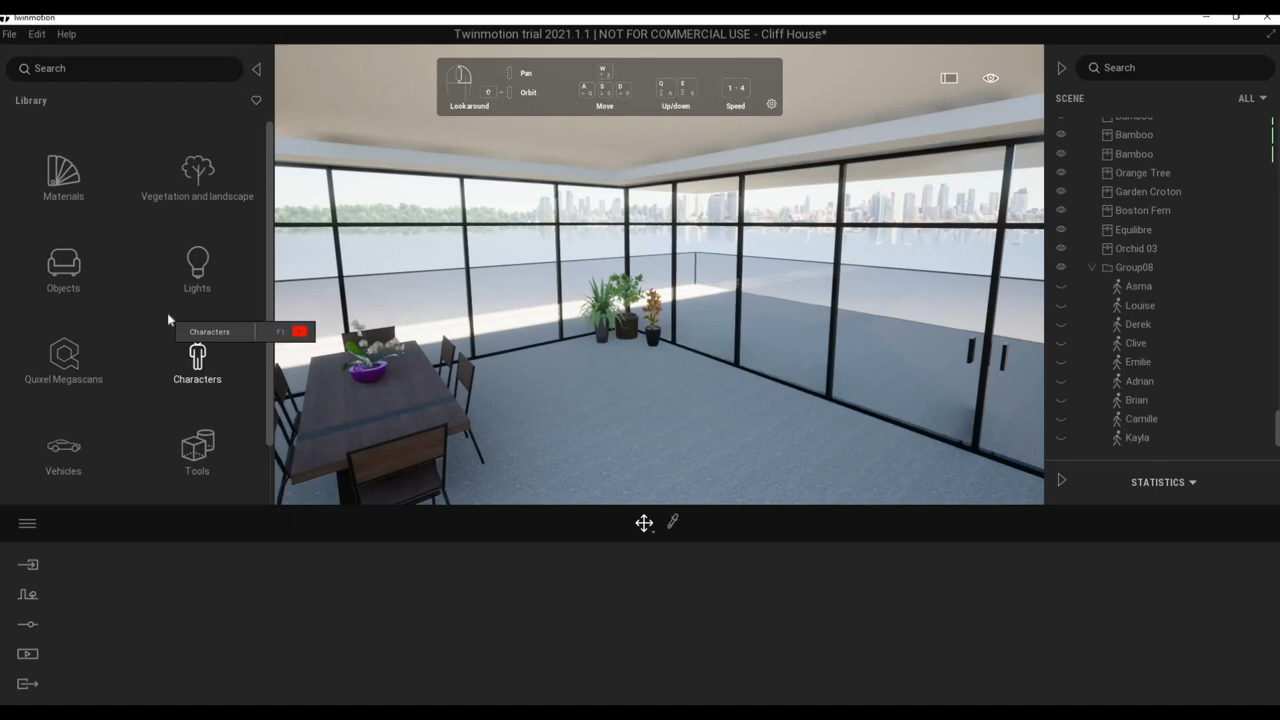 Twinmotion
File Edit Help
Twinmotion trial 2021.1.1 | NOT FOR COMMERCIAL USE - Cliff House*
Search
Library
Materials
Vegetation and landscape
Objects
Lights
Characters F1
Quixel Megascans
Characters
Vehicles
Tools
Pan
Orbit
Look around
W
A S D
Move
Q E
Up/down
1 - 4
Speed
Search
SCENE
ALL
Bamboo
Bamboo
Bamboo
Orange Tree
Garden Croton
Boston Fern
Equilibre
Orchid 03
Group08
Asma
Louise
Derek
Clive
Emilie
Adrian
Brian
Camille
Kayla
STATISTICS